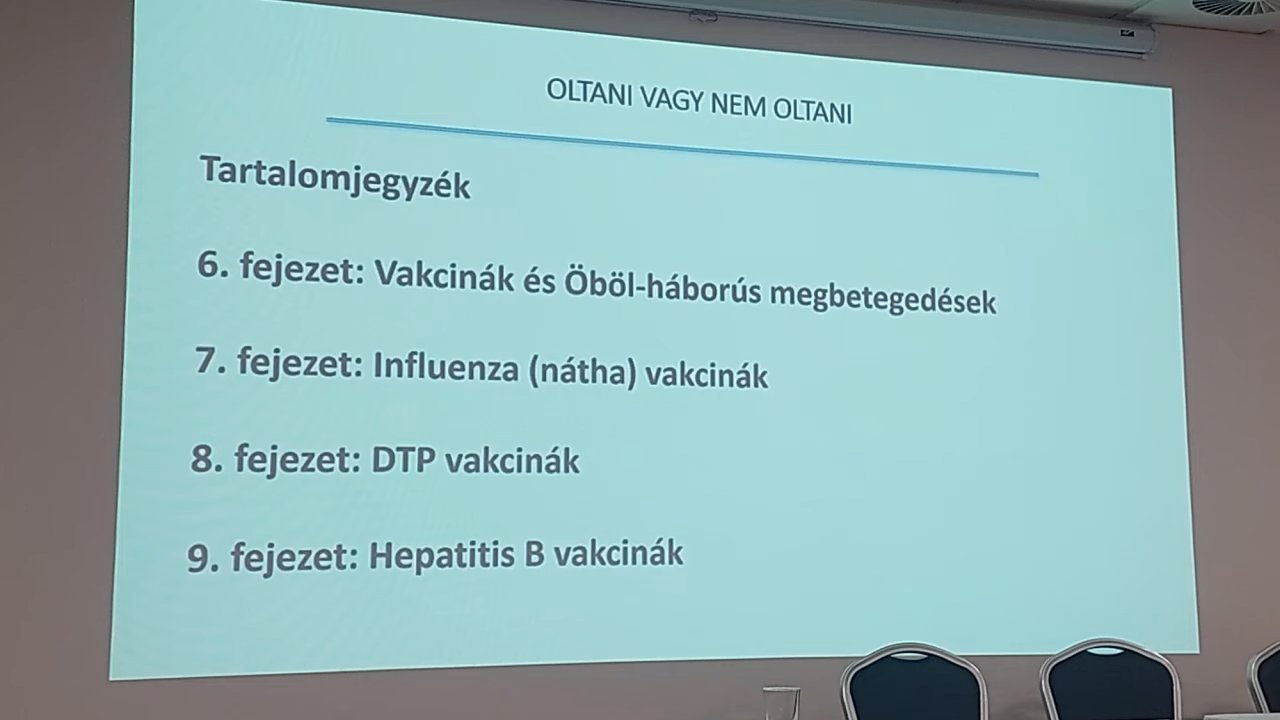 OLTANI VAGY NEM OLTANI
Tartalomjegyzék
6. fejezet: Vakcinák és Öböl-háborús megbetegedések
7. fejezet: Influenza (nátha) vakcinák
8. fejezet: DTP vakcinák
9. fejezet: Hepatitis B vakcinák